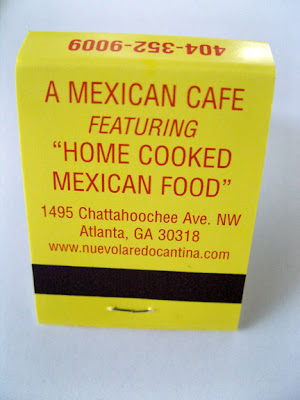 404-352-9009
A MEXICAN CAFE
FEATURING
“HOME COOKED
MEXICAN FOOD”
1495 Chattahoochee Ave. NW
Atlanta, GA 30318
www.nuevolaredocantina.com